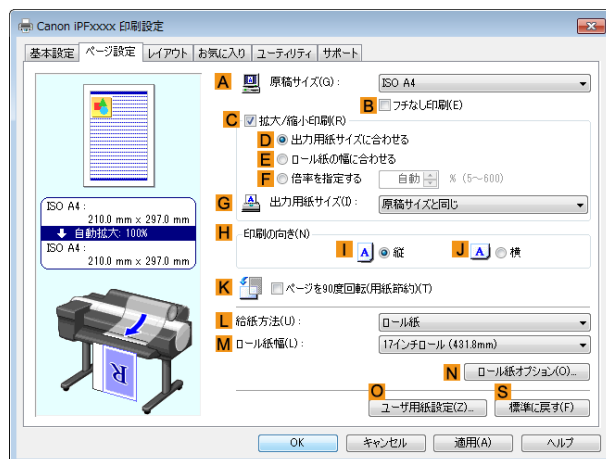 Canon iPFxxxx 印刷設定
基本設定 ページ設定 レイアウト お気に入り ユーティリティ サポート
A 原稿サイズ(G)： ISO A4
B フチなし印刷(E)
C 拡大/縮小印刷(R)
D 出力用紙サイズに合わせる
E ロール紙の幅に合わせる
F 倍率を指定する 自動 % (5～600)
G 出力用紙サイズ(I)： 原稿サイズと同じ
H 印刷の向き(N)
I A 縦 J A 横
K ページを90度回転(用紙節約)(T)
L 給紙方法(U)： ロール紙
M ロール紙幅(L)： 17インチロール (431.8mm)
N ロール紙オプション(O)...
O ユーザ用紙設定(Z)... S 標準に戻す(F)
ISO A4 :
210.0 mm x 297.0 mm
自動拡大: 100%
ISO A4 :
210.0 mm x 297.0 mm
R
OK キャンセル 適用(A) ヘルプ